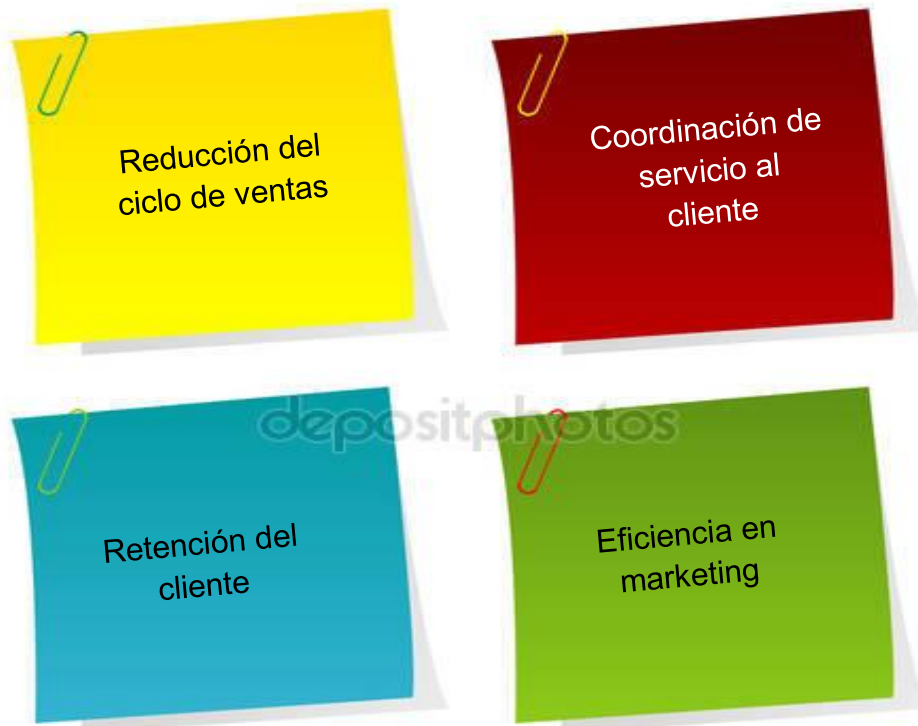 Reducción del
ciclo de ventas
Coordinación de
servicio al
cliente
depositphotos
Retención del
cliente
Eficiencia en
marketing